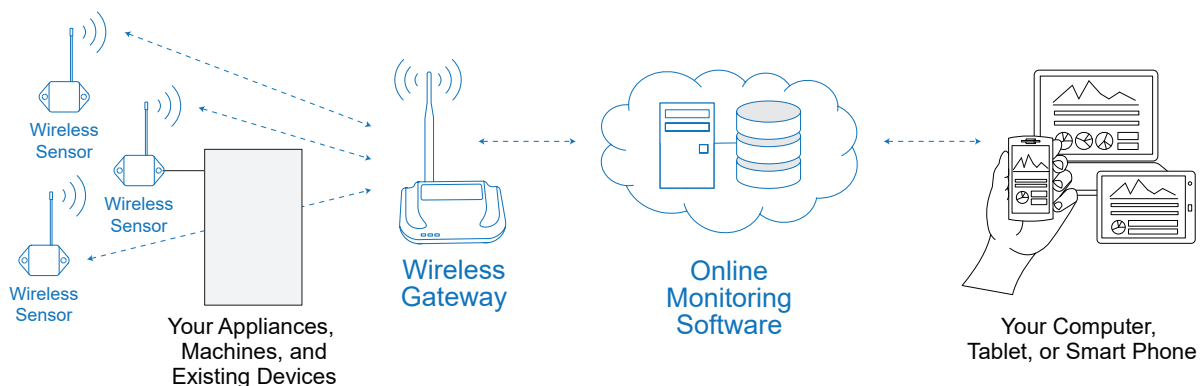 Wireless
Sensor
Wireless
Sensor
Wireless
Sensor
Your Appliances,
Machines, and
Existing Devices
Wireless
Gateway
Online
Monitoring
Software
Your Computer,
Tablet, or Smart Phone